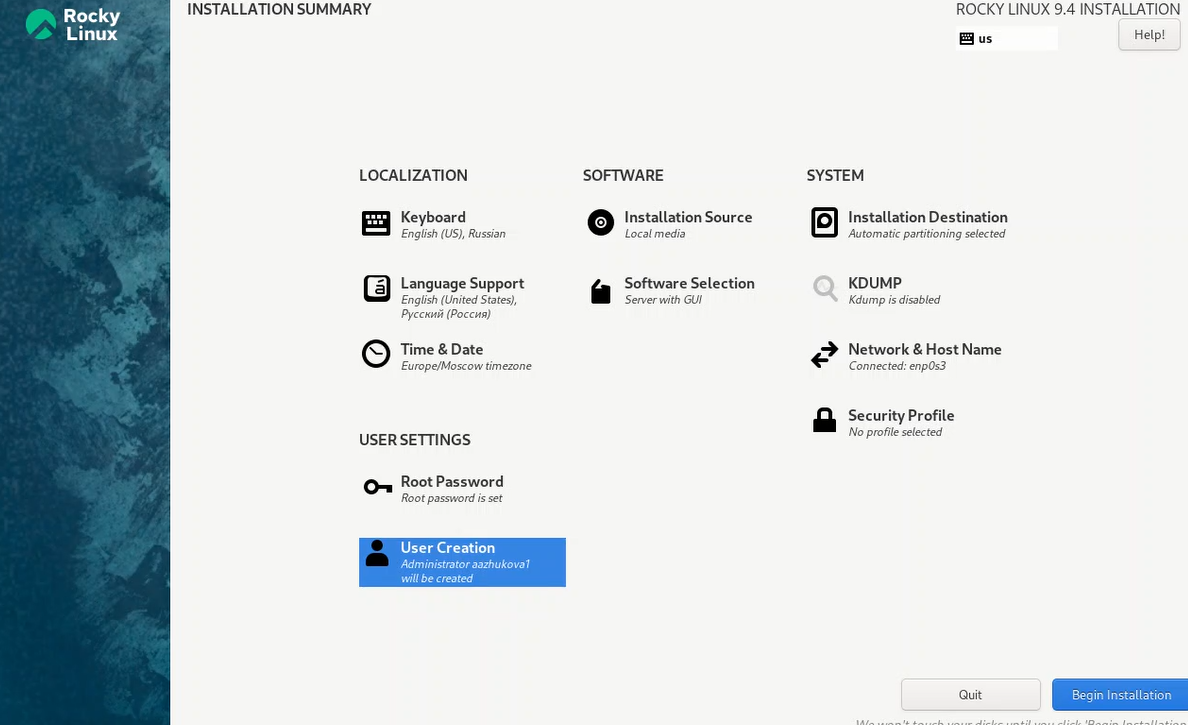 Rocky
Linux
INSTALLATION SUMMARY
ROCKY LINUX 9.4 INSTALLATION
us
Help!
LOCALIZATION
Keyboard
English (US), Russian
Language Support
English (United States),
Русский (Россия)
Time & Date
Europe/Moscow timezone
SOFTWARE
Installation Source
Local media
Software Selection
Server with GUI
SYSTEM
Installation Destination
Automatic partitioning selected
KDUMP
Kdump is disabled
Network & Host Name
Connected: enp0s3
Security Profile
No profile selected
USER SETTINGS
Root Password
Root password is set
User Creation
Administrator aazhukova1
will be created
Quit
Begin Installation
We won't touch your disks until you click 'Begin Installation